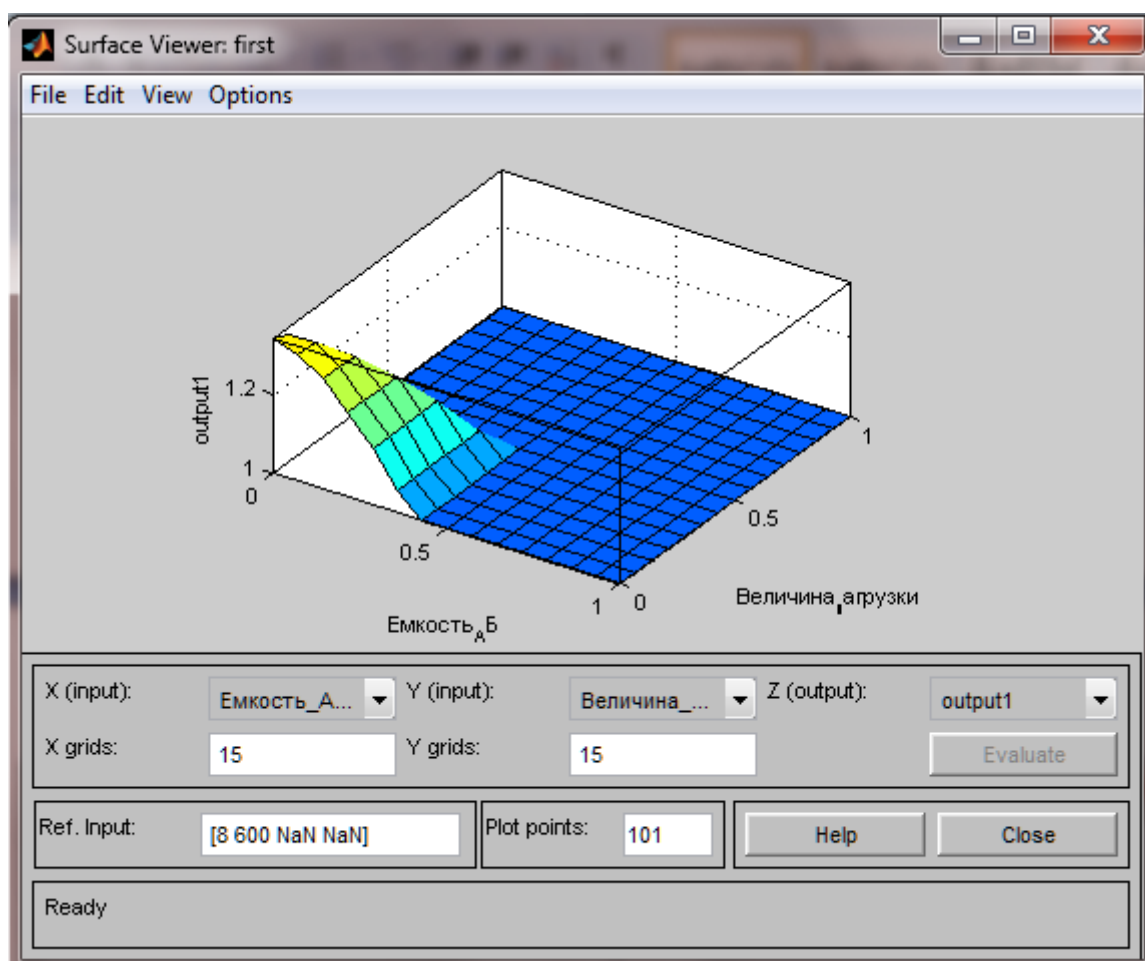 Surface Viewer: first
File Edit View Options
output1
1.2
1
0
0.5
1
0
0.5
1
Емкость_АБ
Величина_агрузки
X (input):
Емкость_А...
Y (input):
Величина_...
Z (output):
output1
X grids:
15
Y grids:
15
Evaluate
Ref. Input:
[8 600 NaN NaN]
Plot points:
101
Help
Close
Ready